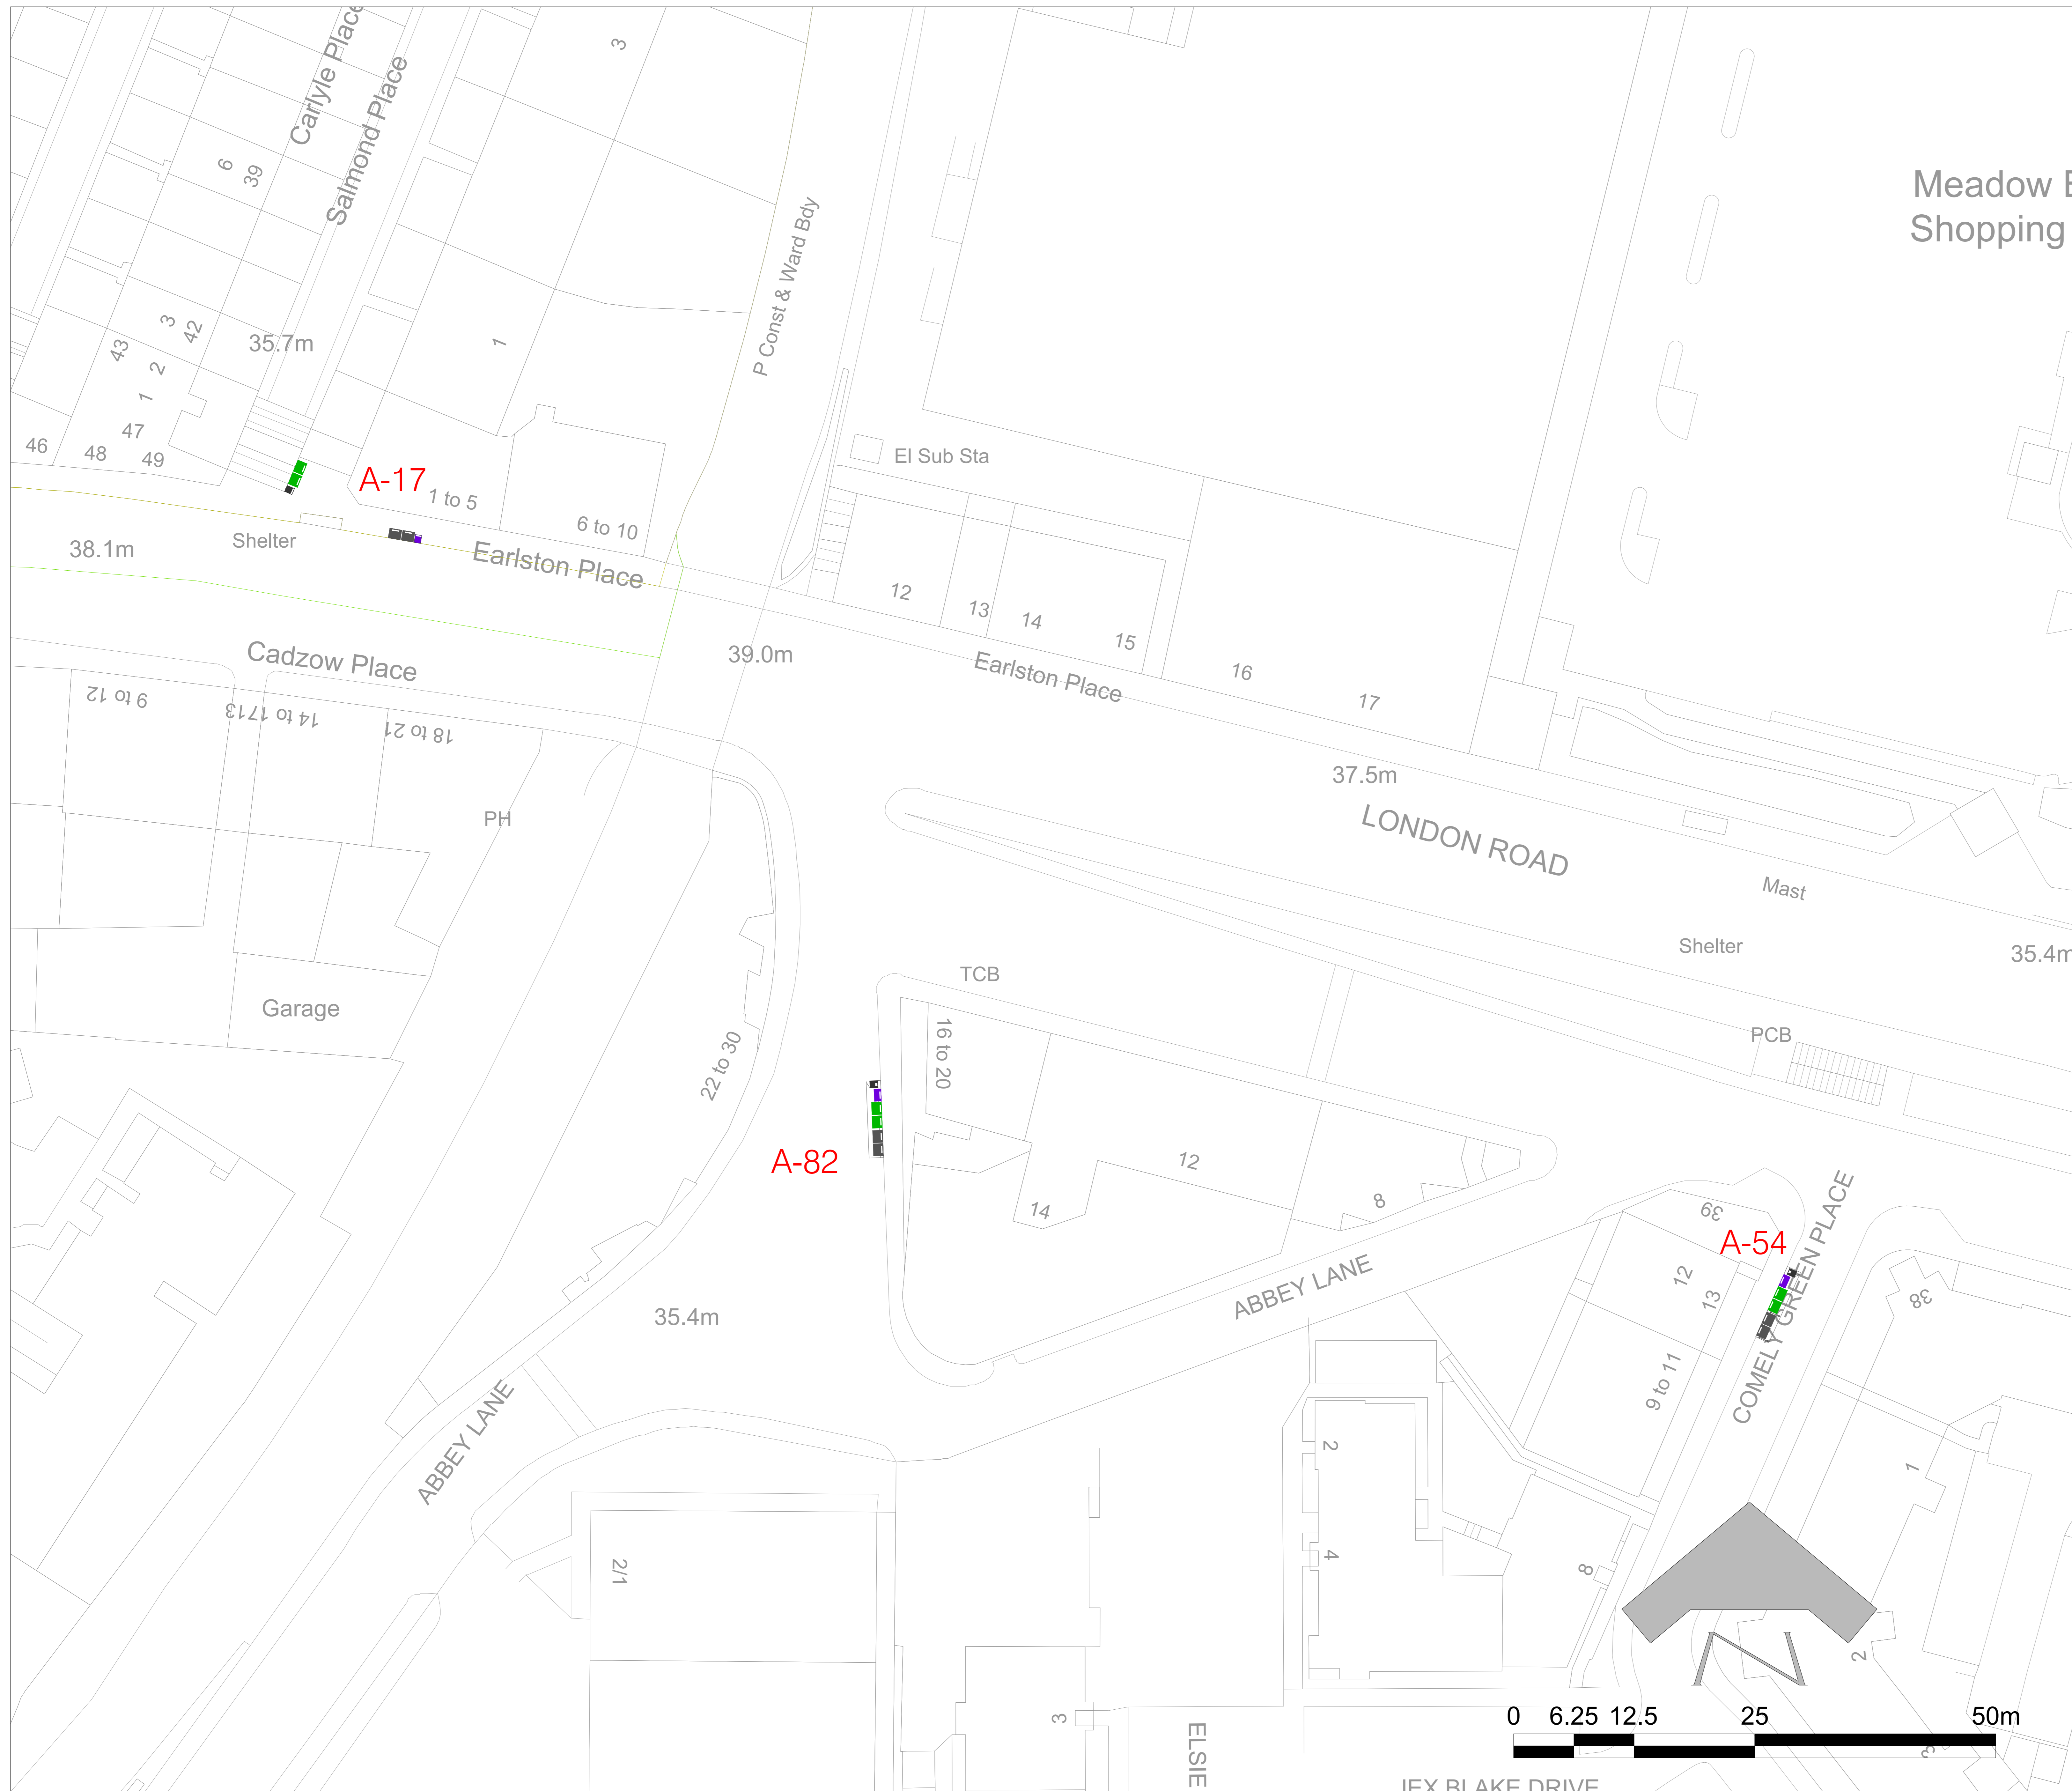 Carlyle Place
Salmond Place
3
Meadow
Shopping
6
39
P Const & Ward Bdy
3
42
43
35.7m
1
2
1
47
46
48
49
El Sub Sta
A-17
1 to 5
6 to 10
38.1m
Shelter
Earlston Place
12
13
14
15
Cadzow Place
39.0m
Earlston Place
16
17
9 to 12
14 to 1713
18 to 21
PH
37.5m
LONDON ROAD
Mast
Shelter
35.4m
TCB
Garage
16 to 20
22 to 30
PCB
A-82
12
14
8
39
A-54
COMELY GREEN PLACE
12
13
38
ABBEY LANE
35.4m
9 to 11
ABBEY LANE
2
1
4
8
2/1
2
N
3
ELSIE
0 6.25 12.5 25 50m
3
JEX BLAKE DRIVE